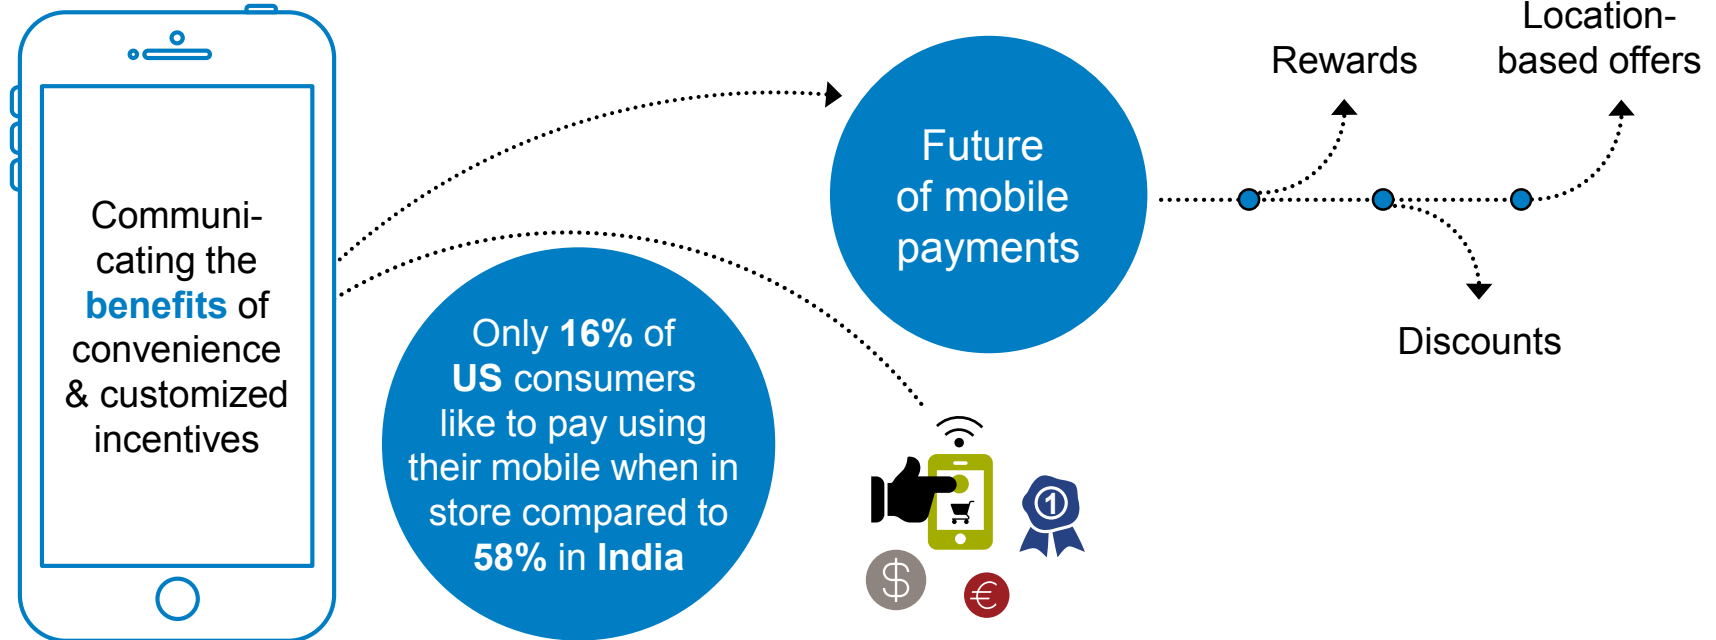 Communi-
cating the
benefits of
convenience
& customized
incentives
Only 16% of
US consumers
like to pay using
their mobile when in
store compared to
58% in India
Future
of mobile
payments
Rewards
Location-
based offers
Discounts
1
$
€